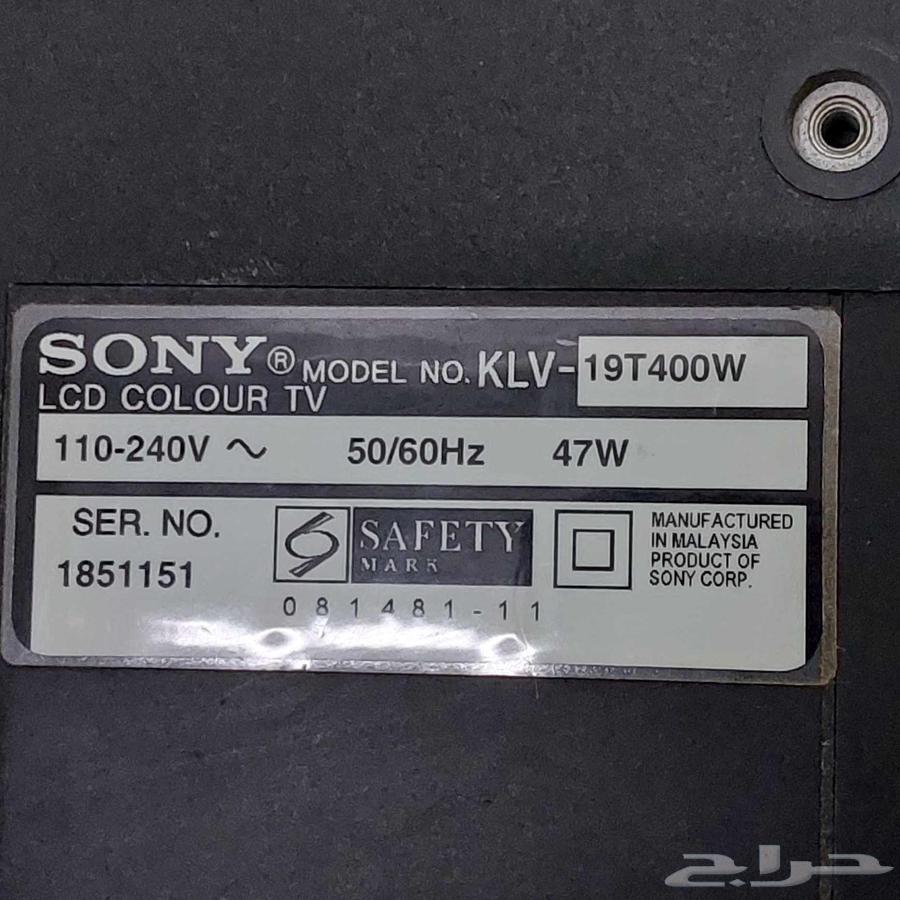 SONY® MODEL NO. KLV-19T400W
LCD COLOUR TV
110-240V ~ 50/60Hz 47W
SER. NO.
1851151
SAFETY
MARK
081481-11
MANUFACTURED
IN MALAYSIA
PRODUCT OF
SONY CORP.
حراج